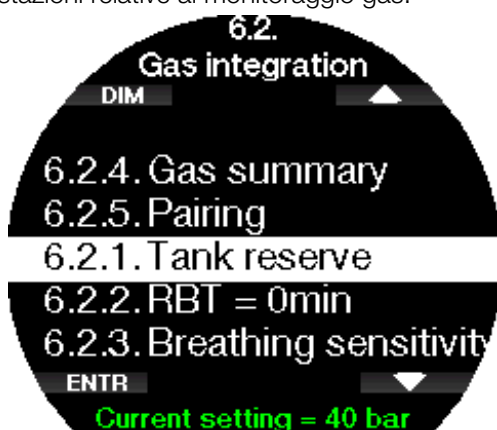 stazioni relative al monitoraggio gas.
6.2.
Gas integration
DIM
6.2.4. Gas summary
6.2.5. Pairing
6.2.1. Tank reserve
6.2.2. RBT = 0min
6.2.3. Breathing sensitivity
ENTR
Current setting = 40 bar